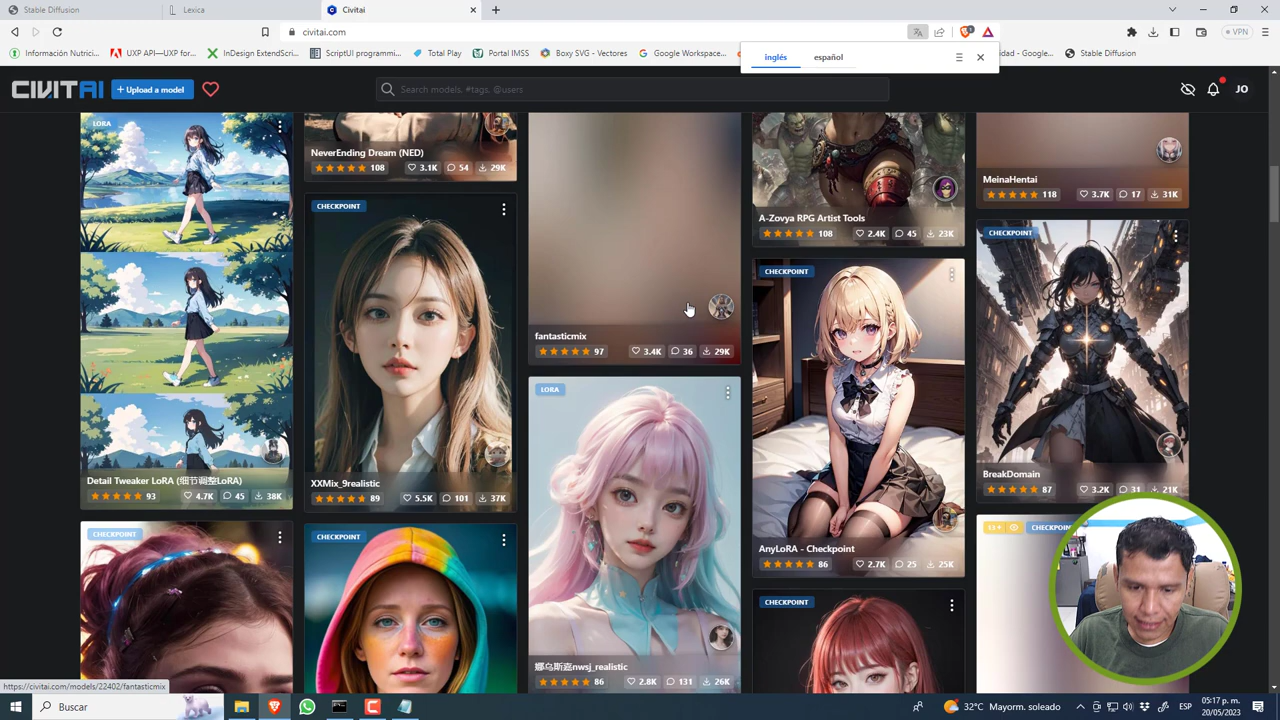 Stable Diffusion
Lexica
Civitai
civitai.com
VPN
Información Nutrici...
UXP API—UXP for...
InDesign ExtendScri...
ScriptUI programmi...
Total Play
Portal IMSS
Boxy SVG - Vectores
Google Workspace...
nidad - Google...
Stable Diffusion
inglés
español
CIVITAI
+ Upload a model
Search models, #tags, @users
JO
LORA
NeverEnding Dream (NED)
108 3.1K 54 29K
A-Zovya RPG Artist Tools
108 2.4K 45 23K
MeinaHentai
118 3.7K 17 31K
CHECKPOINT
CHECKPOINT
CHECKPOINT
fantasticmix
97 3.4K 36 29K
LORA
Detail Tweaker LoRA (细节调整LoRA)
93 4.7K 45 38K
XXMix_9realistic
89 5.5K 101 37K
AnyLoRA - Checkpoint
86 2.7K 25 25K
BreakDomain
87 3.2K 31 21K
CHECKPOINT
CHECKPOINT
CHECKPOINT
娜乌斯嘉nwsj_realistic
86 2.8K 131 26K
https://civitai.com/models/22402/fantasticmix
Buscar
32°C Mayorm. soleado
ESP
05:17 p. m.
20/05/2023